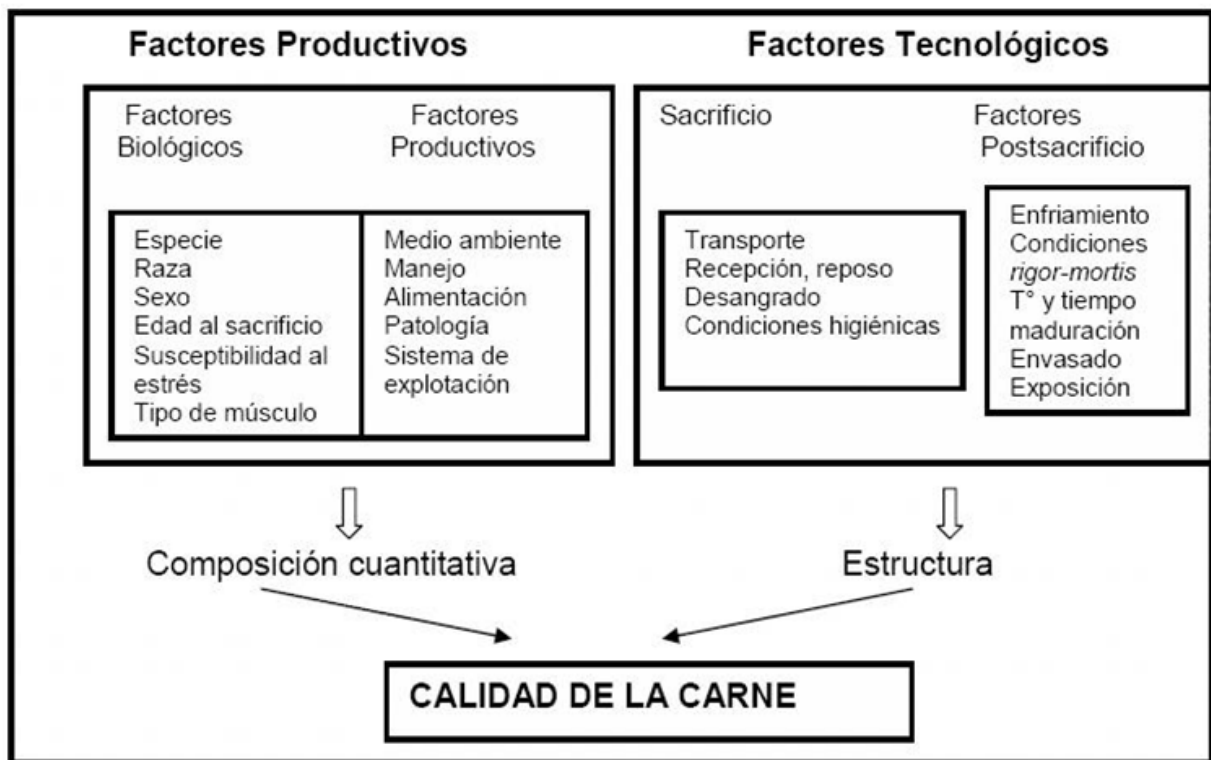 Factores Productivos
Factores
Biológicos
Factores
Productivos
Especie
Raza
Sexo
Edad al sacrificio
Susceptibilidad al
estrés
Tipo de músculo
Medio ambiente
Manejo
Alimentación
Patología
Sistema de
explotación
Composición cuantitativa
Factores Tecnológicos
Sacrificio
Factores
Postsacrificio
Transporte
Recepción, reposo
Desangrado
Condiciones higiénicas
Enfriamiento
Condiciones
rigor-mortis
T° y tiempo
maduración
Envasado
Exposición
Estructura
CALIDAD DE LA CARNE